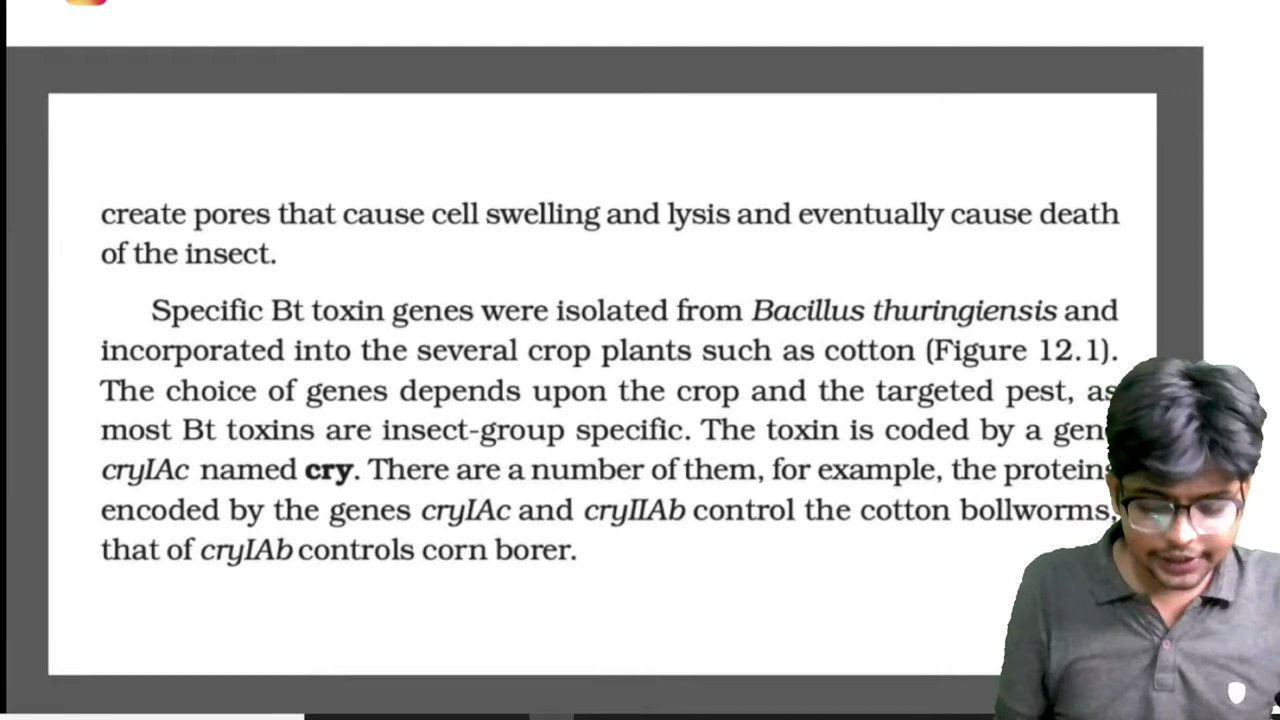 create pores that cause cell swelling and lysis and eventually cause death
of the insect.
Specific Bt toxin genes were isolated from Bacillus thuringiensis and
incorporated into the several crop plants such as cotton (Figure 12.1).
The choice of genes depends upon the crop and the targeted pest, as
most Bt toxins are insect-group specific. The toxin is coded by a gen
cryIAc named cry. There are a number of them, for example, the proteins
encoded by the genes cryIAc and cryIIAb control the cotton bollworms,
that of cryIAb controls corn borer.